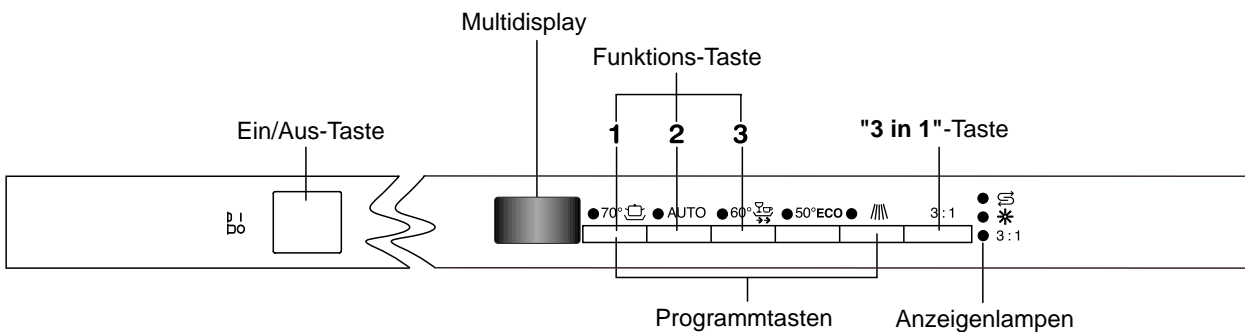 Multidisplay
Funktions-Taste
Ein/Aus-Taste
1 2 3
"3 in 1"-Taste
70° AUTO 60° 50°ECO 3:1
3:1
Programmtasten
Anzeigenlampen